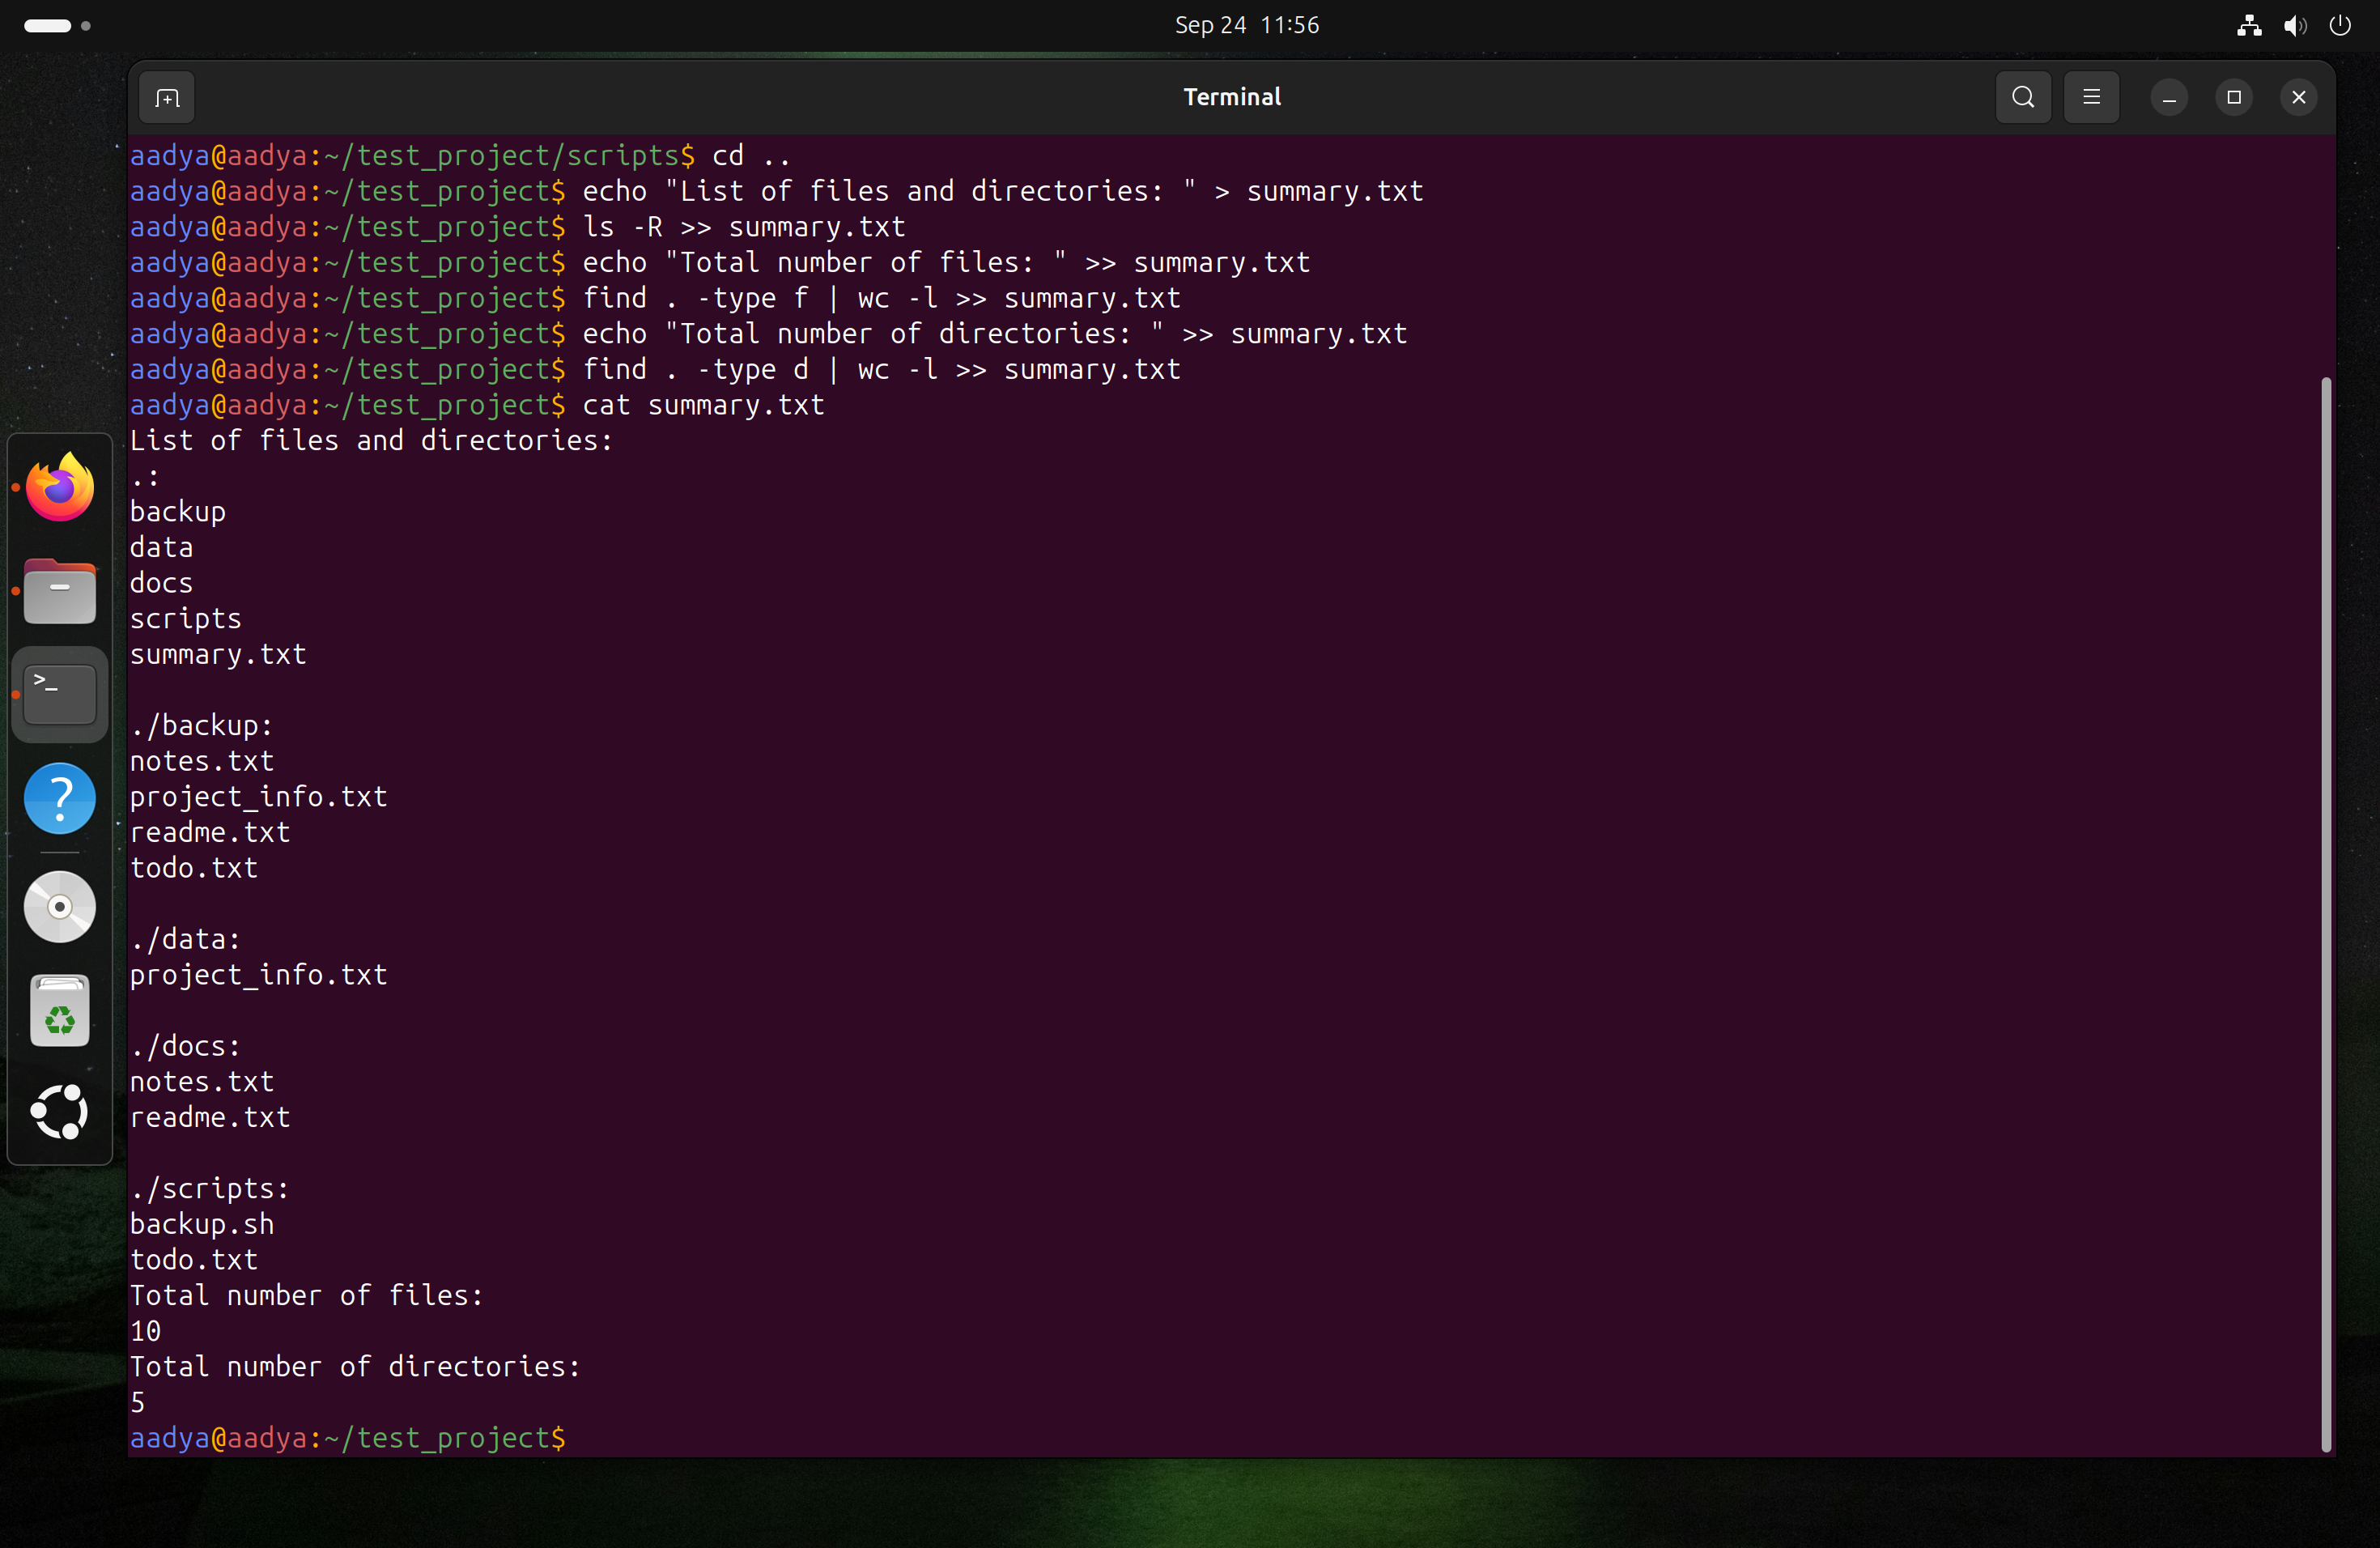 Sep 24 11:56
Terminal
aadya@aadya:~/test_project/scripts$ cd ..
aadya@aadya:~/test_project$ echo "List of files and directories: " > summary.txt
aadya@aadya:~/test_project$ ls -R >> summary.txt
aadya@aadya:~/test_project$ echo "Total number of files: " >> summary.txt
aadya@aadya:~/test_project$ find . -type f | wc -l >> summary.txt
aadya@aadya:~/test_project$ echo "Total number of directories: " >> summary.txt
aadya@aadya:~/test_project$ find . -type d | wc -l >> summary.txt
aadya@aadya:~/test_project$ cat summary.txt
List of files and directories:
.:
backup
data
docs
scripts
summary.txt
./backup:
notes.txt
project_info.txt
readme.txt
todo.txt
./data:
project_info.txt
./docs:
notes.txt
readme.txt
./scripts:
backup.sh
todo.txt
Total number of files:
10
Total number of directories:
5
aadya@aadya:~/test_project$